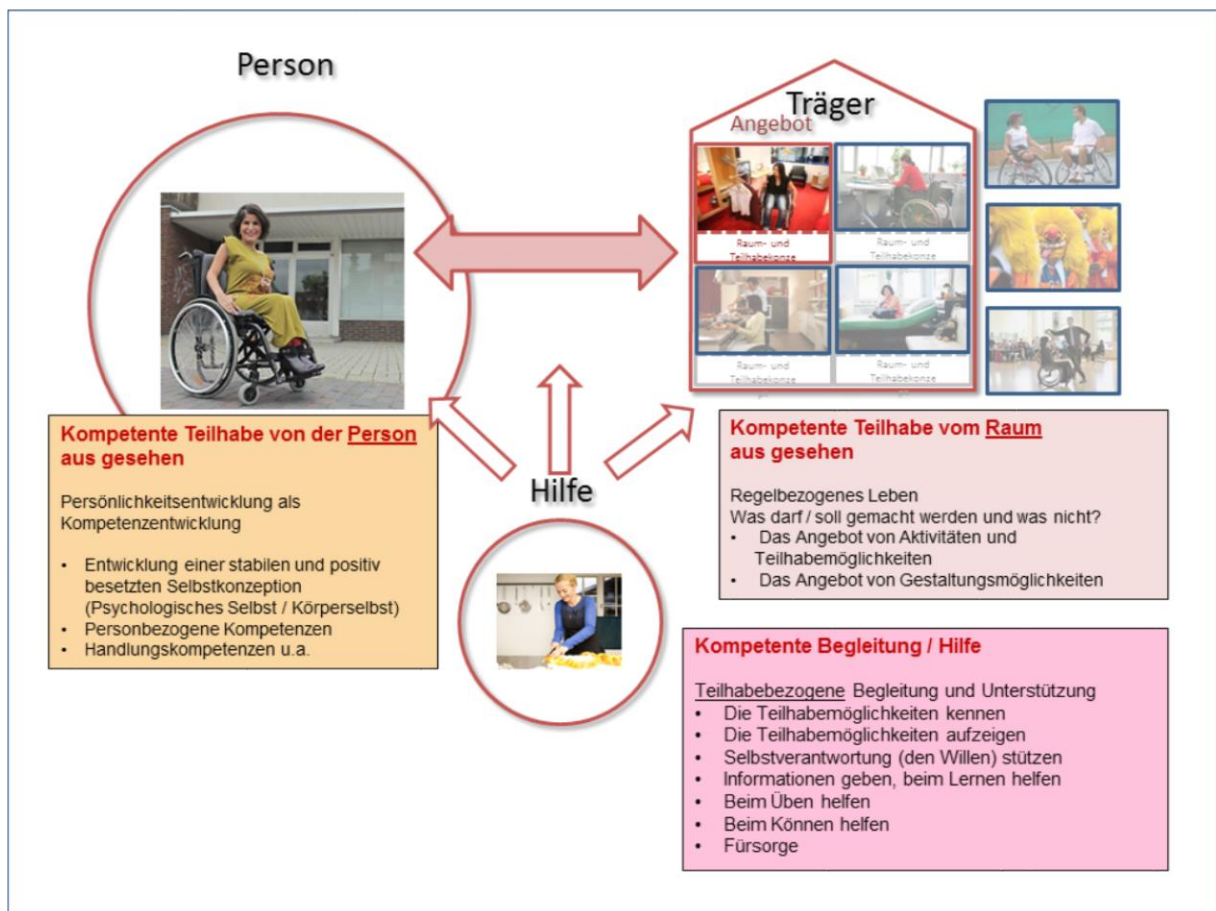 Person
Träger
Angebot
Raum- und
Teilhabekonze
Raum- und
Teilhabekonze
Raum- und
Teilhabekonze
Raum- und
Teilhabekonze
Kompetente Teilhabe von der Person
aus gesehen
Persönlichkeitsentwicklung als
Kompetenzentwicklung
• Entwicklung einer stabilen und positiv
besetzten Selbstkonzeption
(Psychologisches Selbst / Körperselbst)
• Personbezogene Kompetenzen
• Handlungskompetenzen u.a.
Hilfe
Kompetente Teilhabe vom Raum
aus gesehen
Regelbezogenes Leben
Was darf / soll gemacht werden und was nicht?
• Das Angebot von Aktivitäten und
Teilhabemöglichkeiten
• Das Angebot von Gestaltungsmöglichkeiten
Kompetente Begleitung / Hilfe
Teilhabebezogene Begleitung und Unterstützung
• Die Teilhabemöglichkeiten kennen
• Die Teilhabemöglichkeiten aufzeigen
• Selbstverantwortung (den Willen) stützen
• Informationen geben, beim Lernen helfen
• Beim Üben helfen
• Beim Können helfen
• Fürsorge